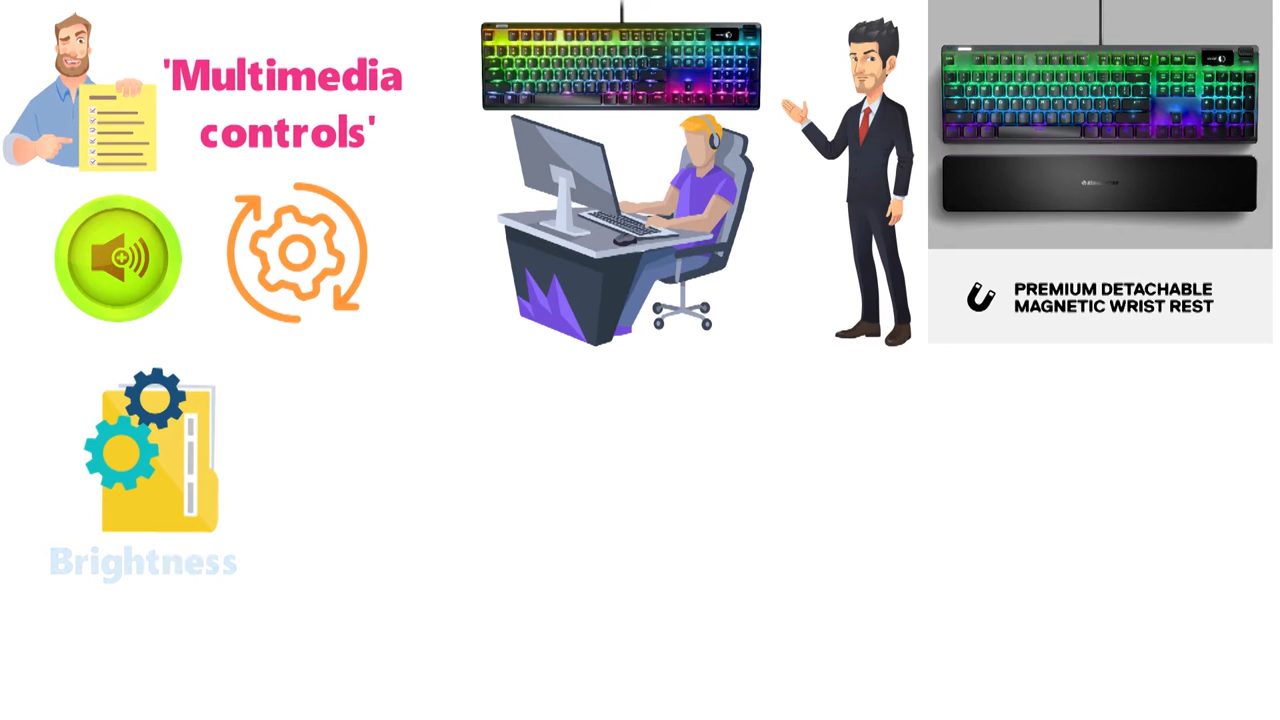 'Multimedia
controls'
PREMIUM DETACHABLE
MAGNETIC WRIST REST
Brightness